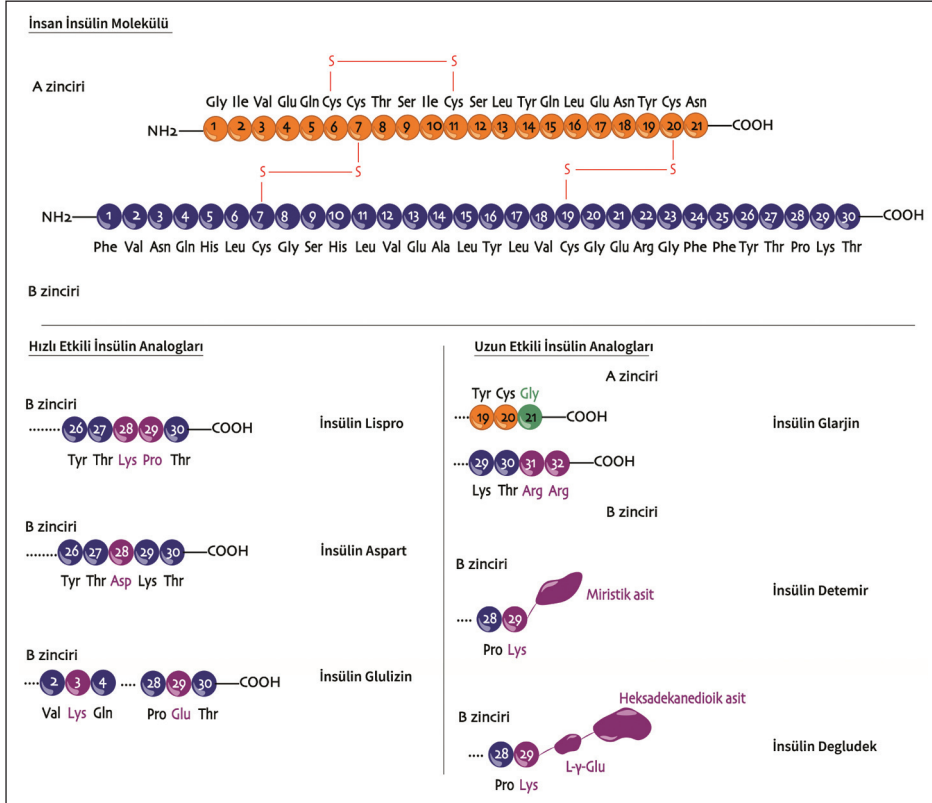 İnsan İnsülin Molekülü
S S
A zinciri
Gly Ile Val Glu Gln Cys Cys Thr Ser Ile Cys Ser Leu Tyr Gln Leu Glu Asn Tyr Cys Asn
NH2 1 2 3 4 5 6 7 8 9 10 11 12 13 14 15 16 17 18 19 20 21 COOH
S S S S
NH2 1 2 3 4 5 6 7 8 9 10 11 12 13 14 15 16 17 18 19 20 21 22 23 24 25 26 27 28 29 30 COOH
Phe Val Asn Gln His Leu Cys Gly Ser His Leu Val Glu Ala Leu Tyr Leu Val Cys Gly Glu Arg Gly Phe Phe Tyr Thr Pro Lys Thr
B zinciri
Hızlı Etkili İnsülin Analogları
B zinciri
........ 26 27 28 29 30 COOH
Tyr Thr Lys Pro Thr
İnsülin Lispro
B zinciri
........ 26 27 28 29 30 COOH
Tyr Thr Asp Lys Thr
İnsülin Aspart
B zinciri
.... 2 3 4 .... 28 29 30 COOH
Val Lys Gln Pro Glu Thr
İnsülin Glulizin
Uzun Etkili İnsülin Analogları
A zinciri
Tyr Cys Gly
.... 19 20 21 COOH
İnsülin Glarjin
.... 29 30 31 32 COOH
Lys Thr Arg Arg
B zinciri
B zinciri
Miristik asit
İnsülin Detemir
.... 28 29
Pro Lys
Heksadekanedioik asit
B zinciri
İnsülin Degludek
.... 28 29
L-γ-Glu
Pro Lys